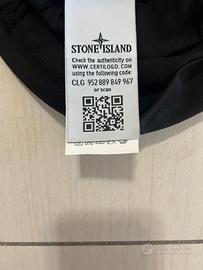 STONE ISLAND
Check the authenticity on
WWW.CERTILOGO.COM
using the following code:
CLG 952 889 849 967
or scan
subito